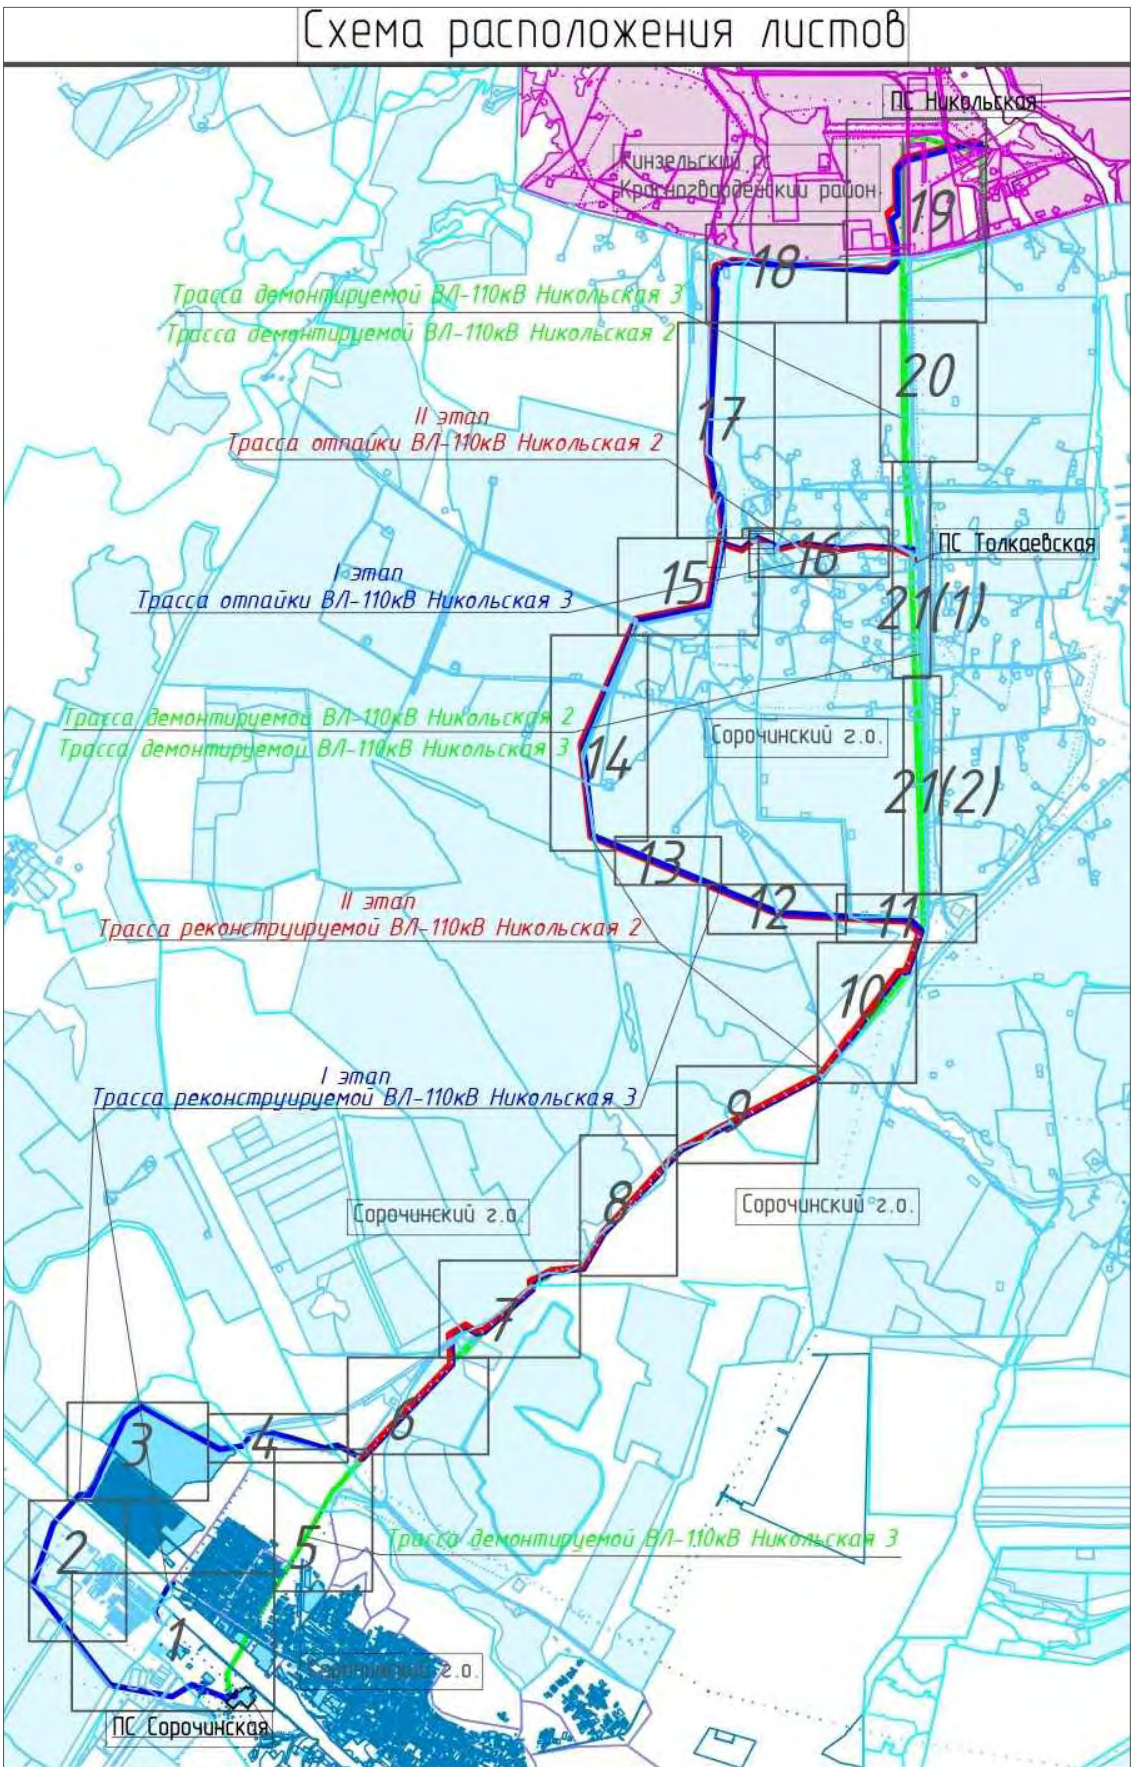 Схема расположения листов
ПС Никольская
Кинзельский сс
Красногвардейский район
19
18
Трасса демонтируемой ВЛ-110кВ Никольская 3
Трасса демонтируемой ВЛ-110кВ Никольская 2
20
17
II этап
Трасса отпайки ВЛ-110кВ Никольская 2
16
ПС Толкаевская
15
I этап
Трасса отпайки ВЛ-110кВ Никольская 3
21(1)
Трасса демонтируемой ВЛ-110кВ Никольская 2
Трасса демонтируемой ВЛ-110кВ Никольская 3
Сорочинский г.о.
14
21(2)
13
12
11
II этап
Трасса реконструируемой ВЛ-110кВ Никольская 2
10
I этап
Трасса реконструируемой ВЛ-110кВ Никольская 3
9
8
Сорочинский г.о.
Сорочинский г.о.
7
6
3
4
5
Трасса демонтируемой ВЛ-110кВ Никольская 3
2
1
Сорочинский г.о.
ПС Сорочинская